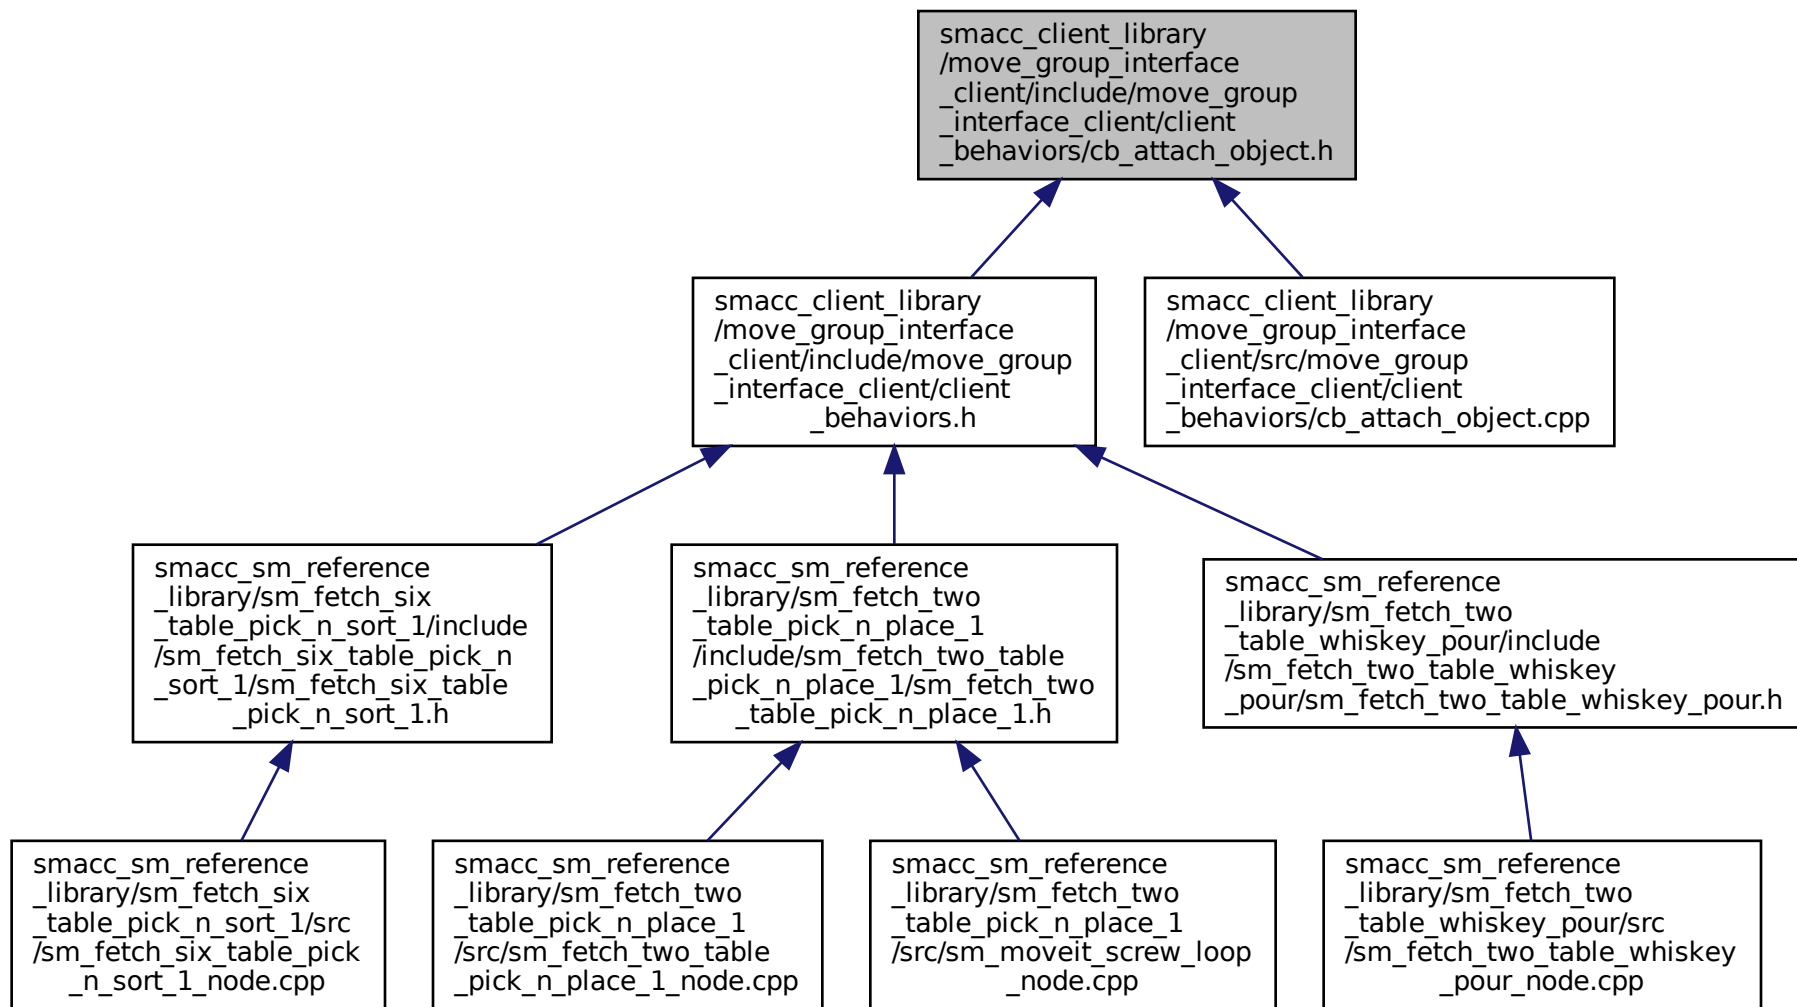 smacc_client_library
/move_group_interface
_client/include/move_group
_interface_client/client
_behaviors/cb_attach_object.h
smacc_client_library
/move_group_interface
_client/include/move_group
_interface_client/client
_behaviors.h
smacc_client_library
/move_group_interface
_client/src/move_group
_interface_client/client
_behaviors/cb_attach_object.cpp
smacc_sm_reference
_library/sm_fetch_six
_table_pick_n_sort_1/include
/sm_fetch_six_table_pick_n
_sort_1/sm_fetch_six_table
_pick_n_sort_1.h
smacc_sm_reference
_library/sm_fetch_two
_table_pick_n_place_1
/include/sm_fetch_two_table
_pick_n_place_1/sm_fetch_two
_table_pick_n_place_1.h
smacc_sm_reference
_library/sm_fetch_two
_table_whiskey_pour/include
/sm_fetch_two_table_whiskey
_pour/sm_fetch_two_table_whiskey_pour.h
smacc_sm_reference
_library/sm_fetch_six
_table_pick_n_sort_1/src
/sm_fetch_six_table_pick
_n_sort_1_node.cpp
smacc_sm_reference
_library/sm_fetch_two
_table_pick_n_place_1
/src/sm_fetch_two_table
_pick_n_place_1_node.cpp
smacc_sm_reference
_library/sm_fetch_two
_table_pick_n_place_1
/src/sm_moveit_screw_loop
_node.cpp
smacc_sm_reference
_library/sm_fetch_two
_table_whiskey_pour/src
/sm_fetch_two_table_whiskey
_pour_node.cpp